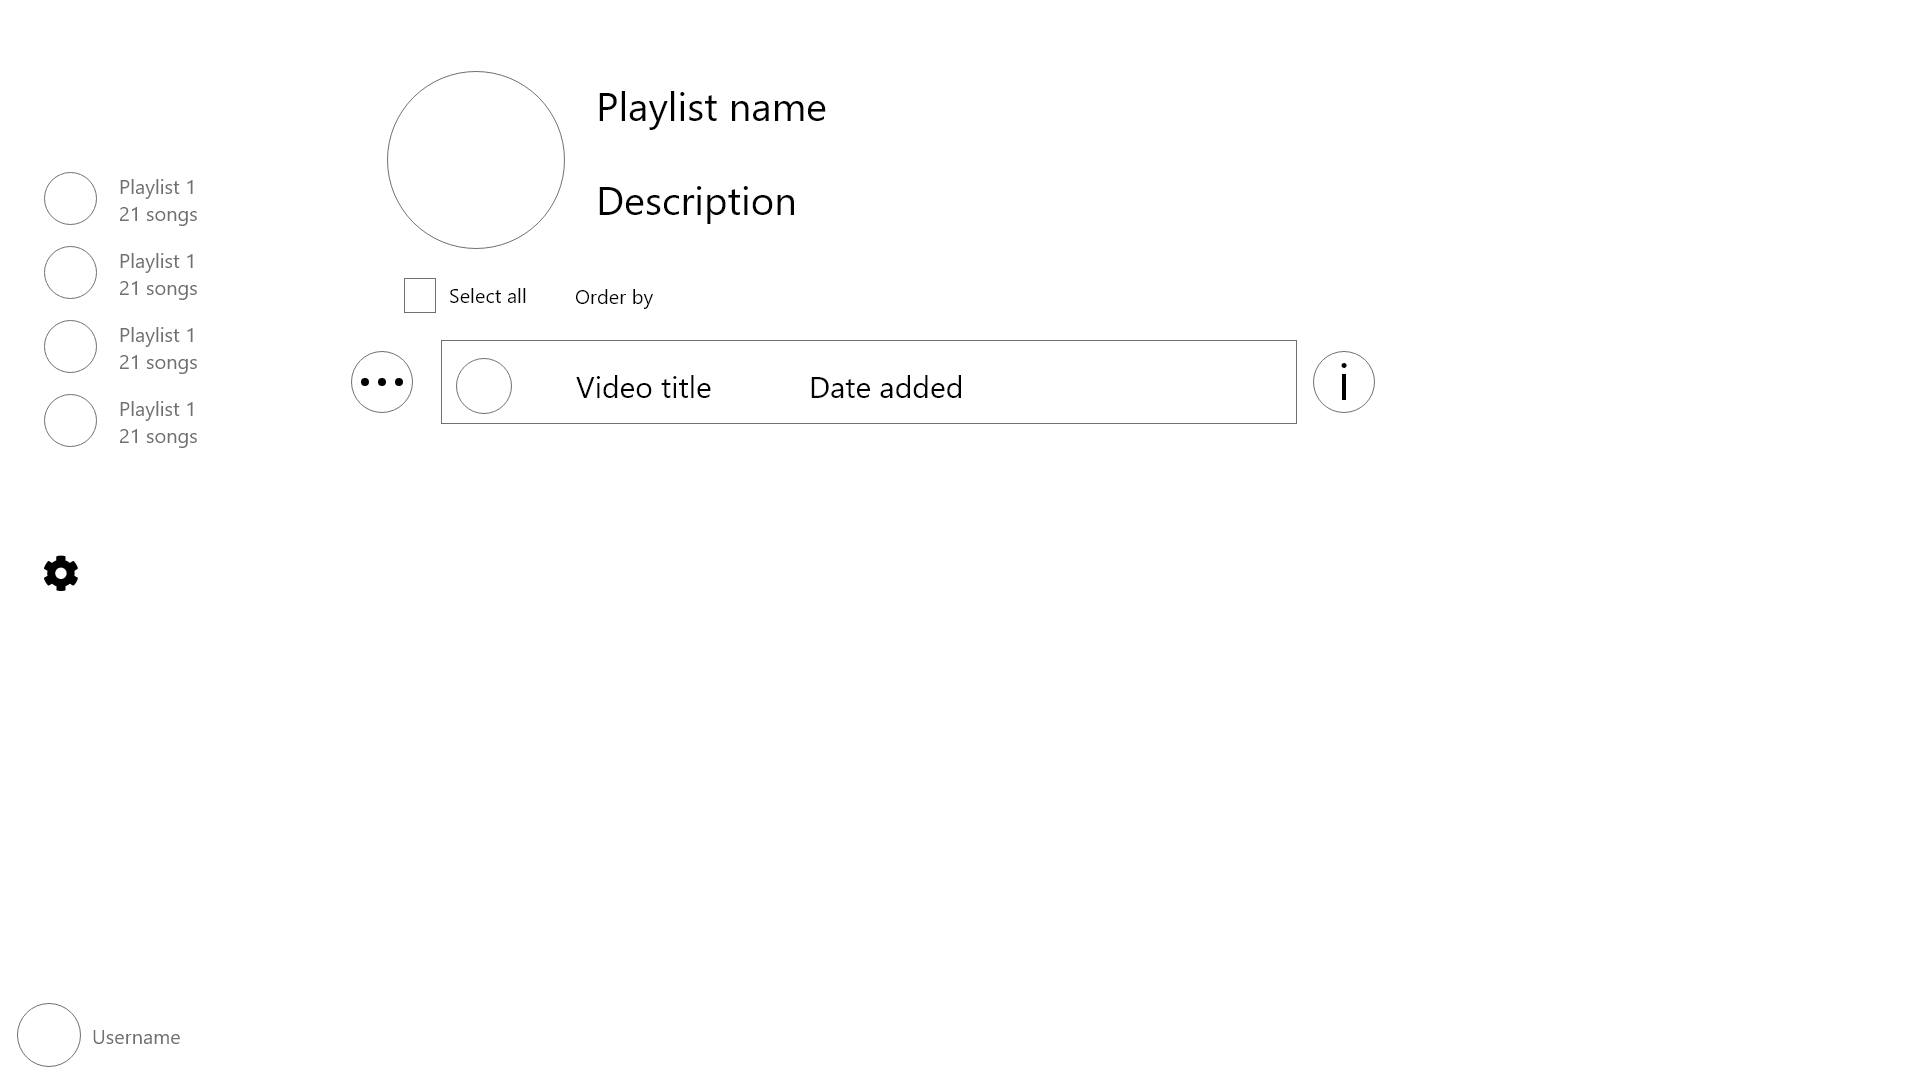 Playlist name
Description
Playlist 1
21 songs
Playlist 1
21 songs
Playlist 1
21 songs
Playlist 1
21 songs
Select all
Order by
Video title
Date added
i
Username